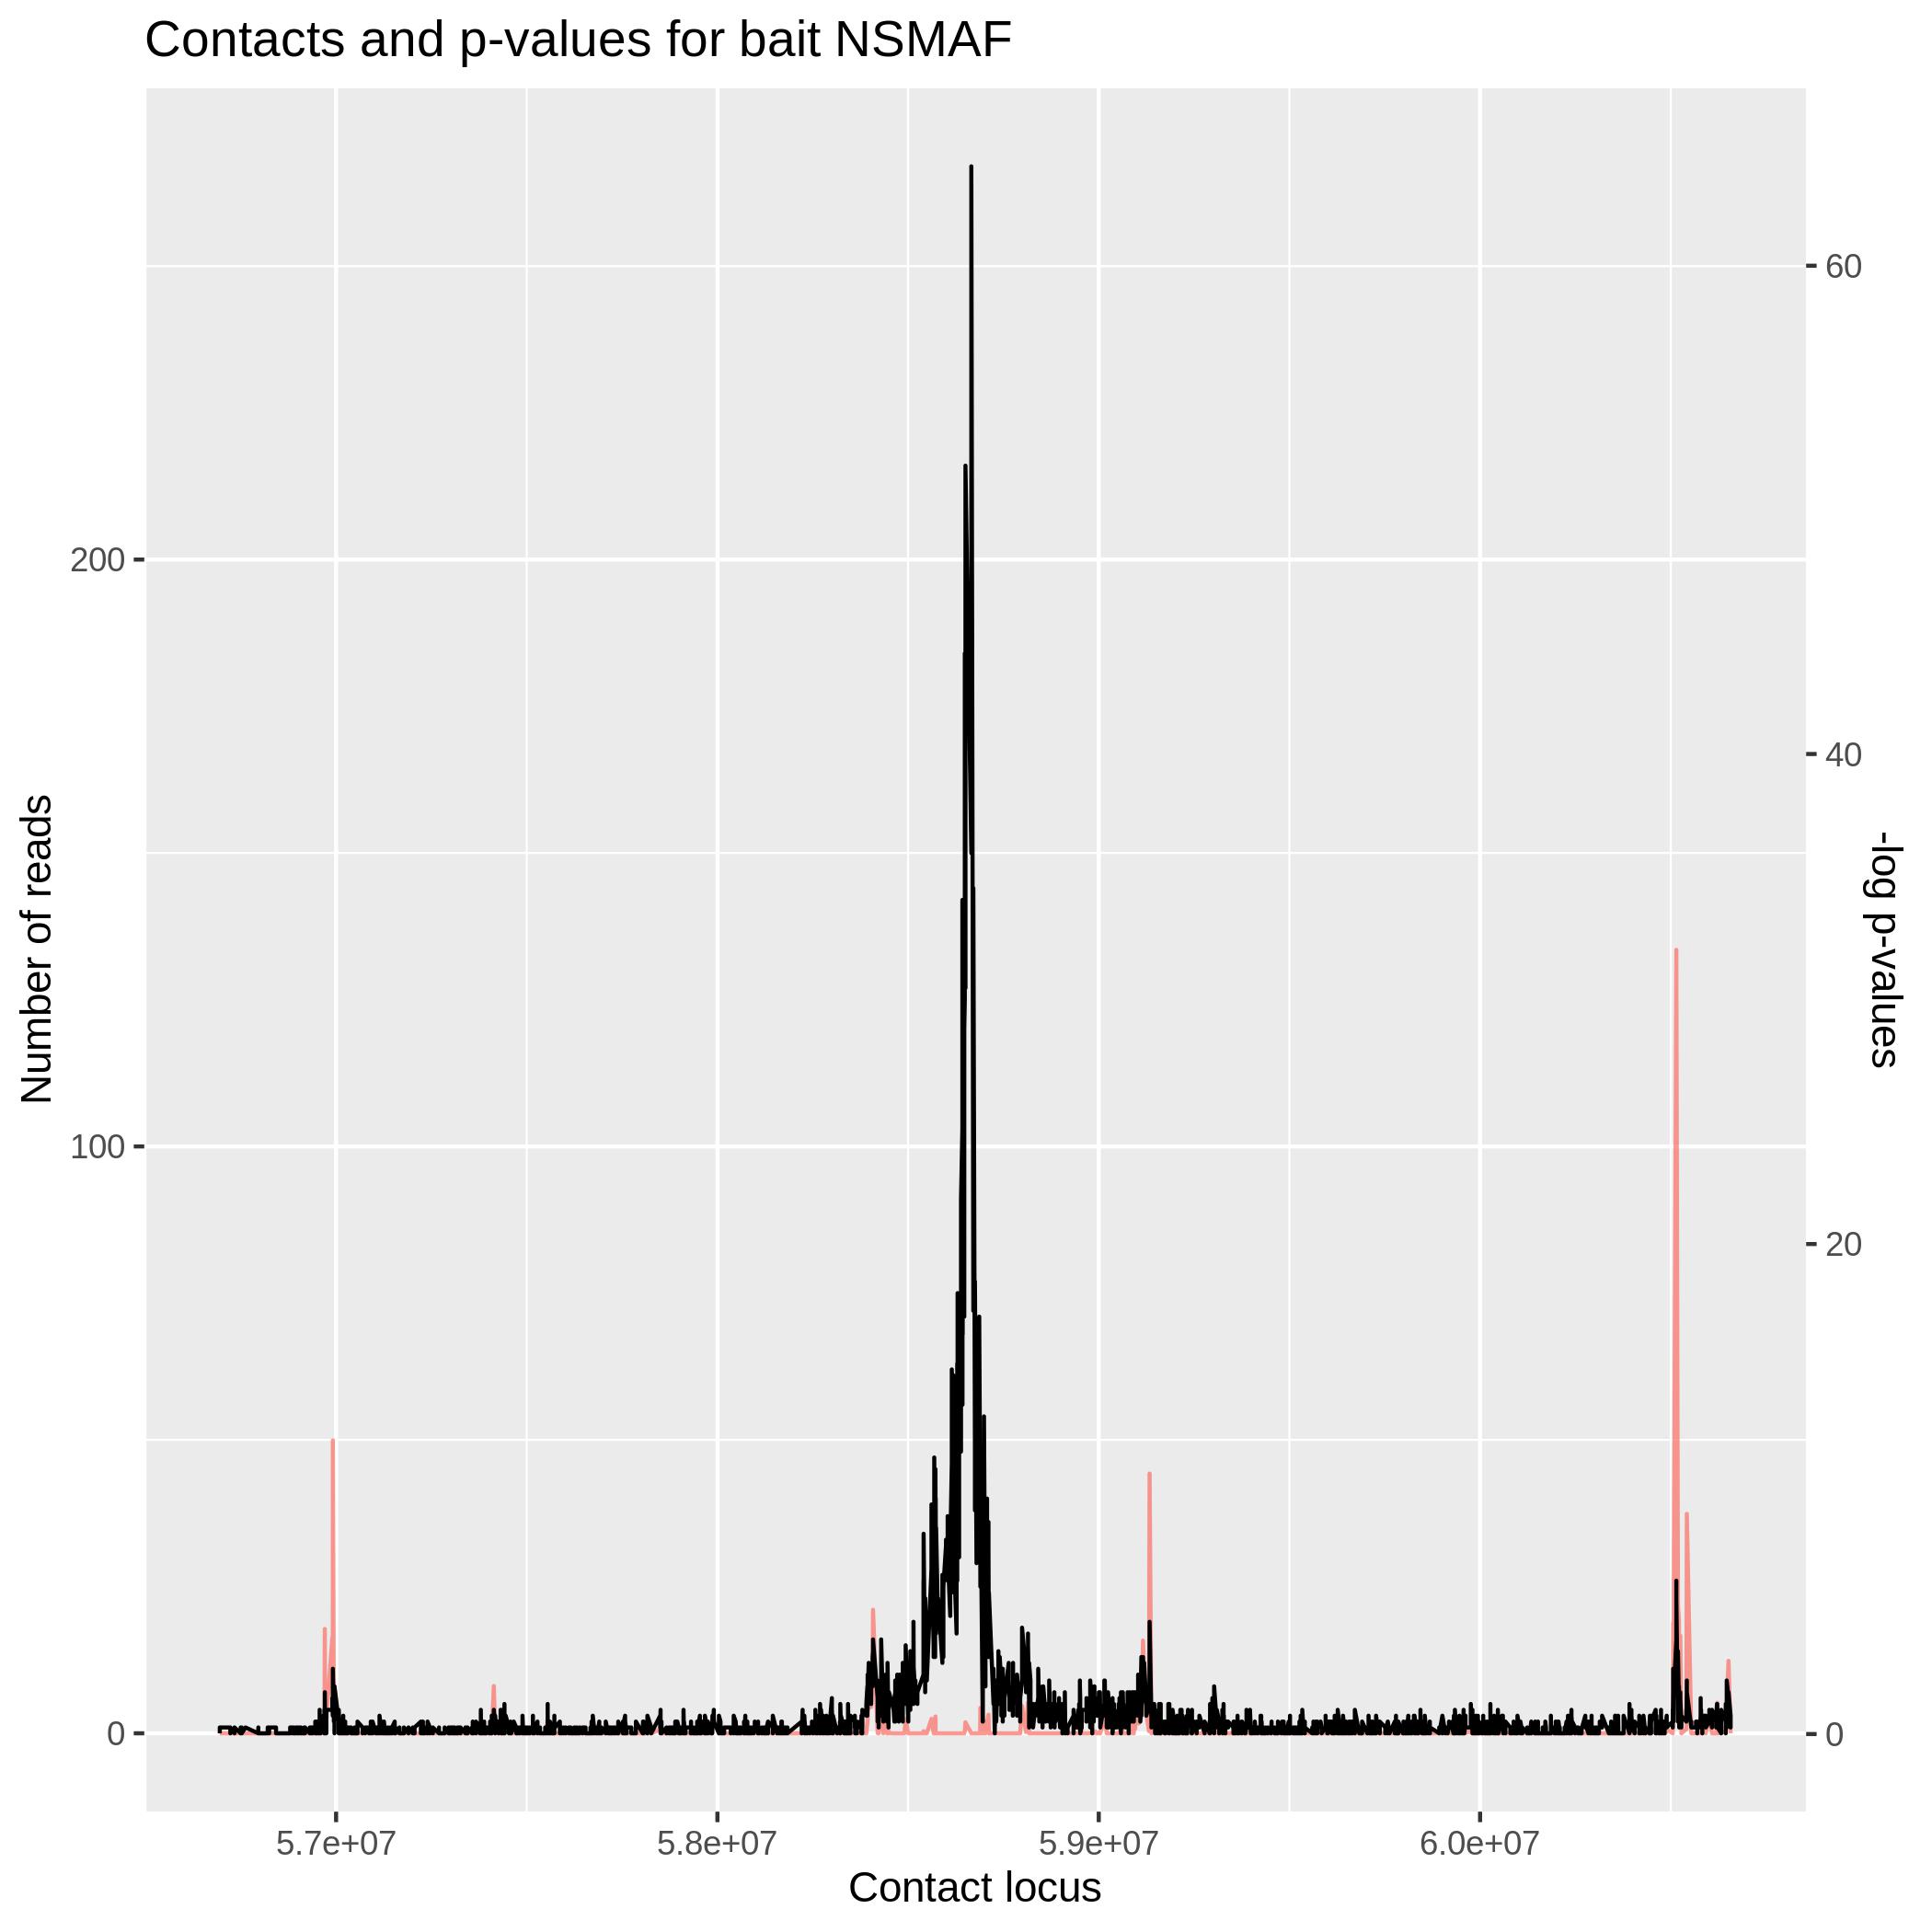 Contacts and p-values for bait NSMAF
Number of reads
200
100
0
60
40
20
0
-log p-values
5.7e+07
5.8e+07
5.9e+07
6.0e+07
Contact locus